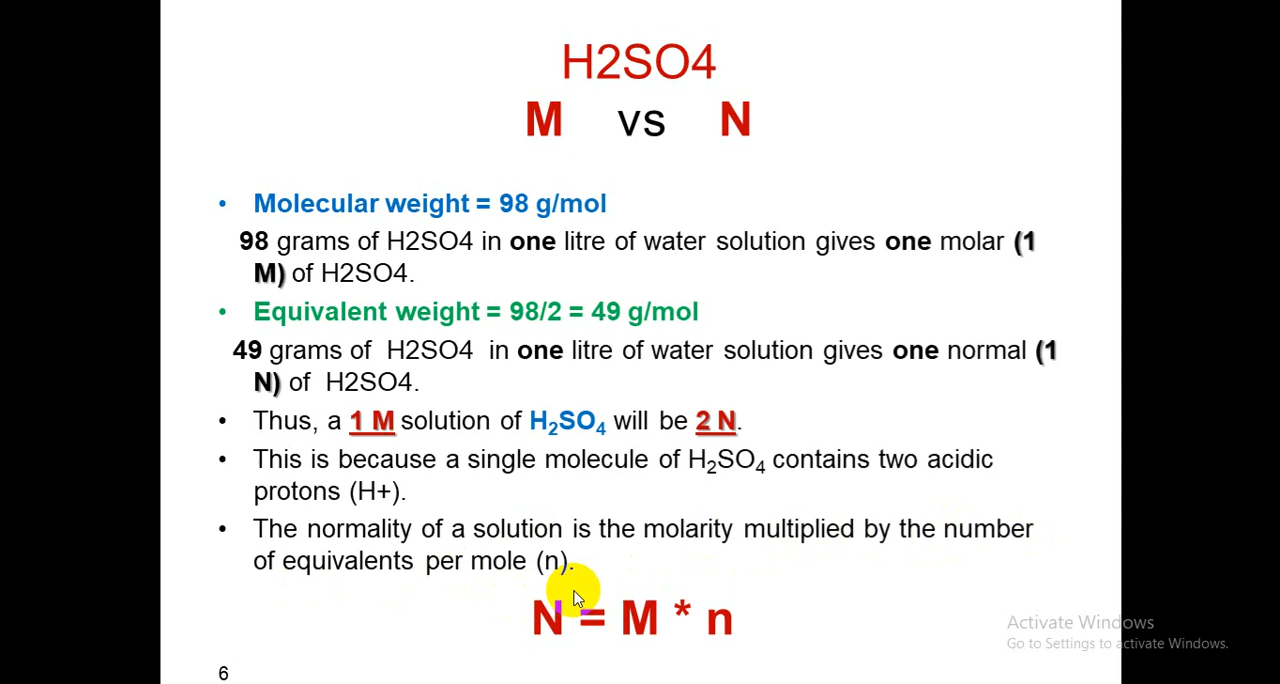 H2SO4
M vs N
• Molecular weight = 98 g/mol
98 grams of H2SO4 in one litre of water solution gives one molar (1
M) of H2SO4.
• Equivalent weight = 98/2 = 49 g/mol
49 grams of H2SO4 in one litre of water solution gives one normal (1
N) of H2SO4.
• Thus, a 1 M solution of H₂SO₄ will be 2 N.
• This is because a single molecule of H₂SO₄ contains two acidic
protons (H+).
• The normality of a solution is the molarity multiplied by the number
of equivalents per mole (n).
N = M * n
Activate Windows
Go to Settings to activate Windows.
6